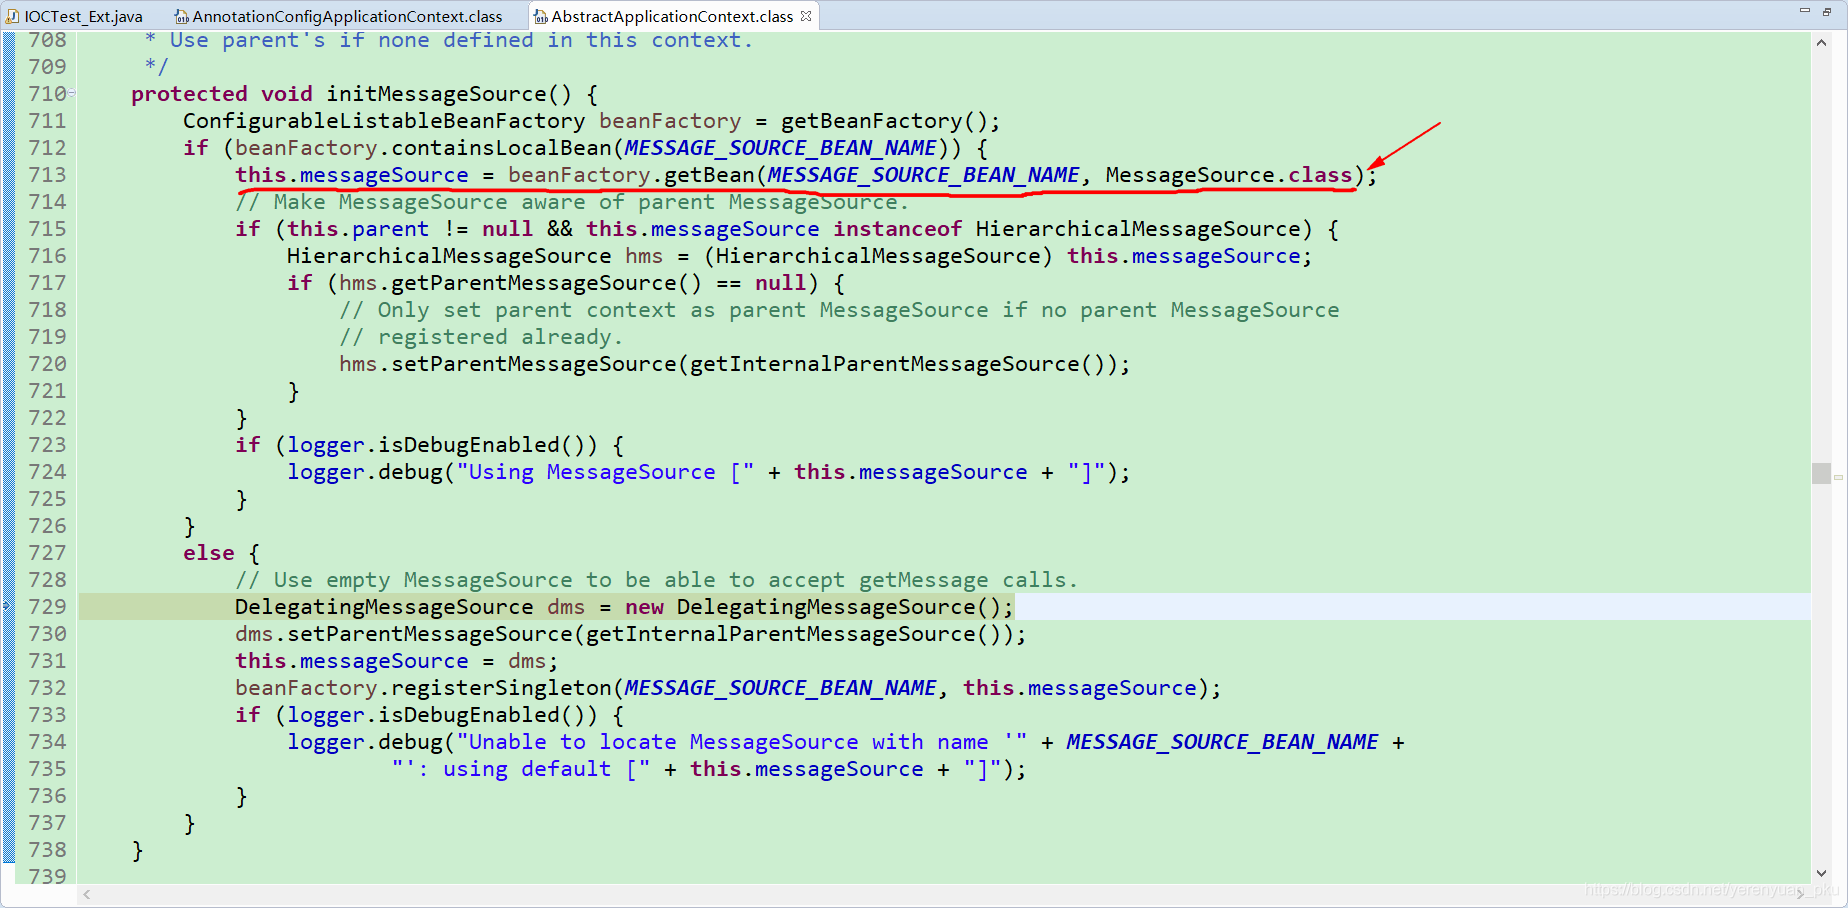 IOCTest_Ext.java AnnotationConfigApplicationContext.class AbstractApplicationContext.class
708      * Use parent's if none defined in this context.
709      */
710     protected void initMessageSource() {
711         ConfigurableListableBeanFactory beanFactory = getBeanFactory();
712         if (beanFactory.containsLocalBean(MESSAGE_SOURCE_BEAN_NAME)) {
713             this.messageSource = beanFactory.getBean(MESSAGE_SOURCE_BEAN_NAME, MessageSource.class);
714             // Make MessageSource aware of parent MessageSource.
715             if (this.parent != null && this.messageSource instanceof HierarchicalMessageSource) {
716                 HierarchicalMessageSource hms = (HierarchicalMessageSource) this.messageSource;
717                 if (hms.getParentMessageSource() == null) {
718                     // Only set parent context as parent MessageSource if no parent MessageSource
719                     // registered already.
720                     hms.setParentMessageSource(getInternalParentMessageSource());
721                 }
722             }
723             if (logger.isDebugEnabled()) {
724                 logger.debug("Using MessageSource [" + this.messageSource + "]");
725             }
726         }
727         else {
728             // Use empty MessageSource to be able to accept getMessage calls.
729             DelegatingMessageSource dms = new DelegatingMessageSource();
730             dms.setParentMessageSource(getInternalParentMessageSource());
731             this.messageSource = dms;
732             beanFactory.registerSingleton(MESSAGE_SOURCE_BEAN_NAME, this.messageSource);
733             if (logger.isDebugEnabled()) {
734                 logger.debug("Unable to locate MessageSource with name '" + MESSAGE_SOURCE_BEAN_NAME +
735                         "': using default [" + this.messageSource + "]");
736             }
737         }
738     }
739
https://blog.csdn.net/yerenyuan_pku